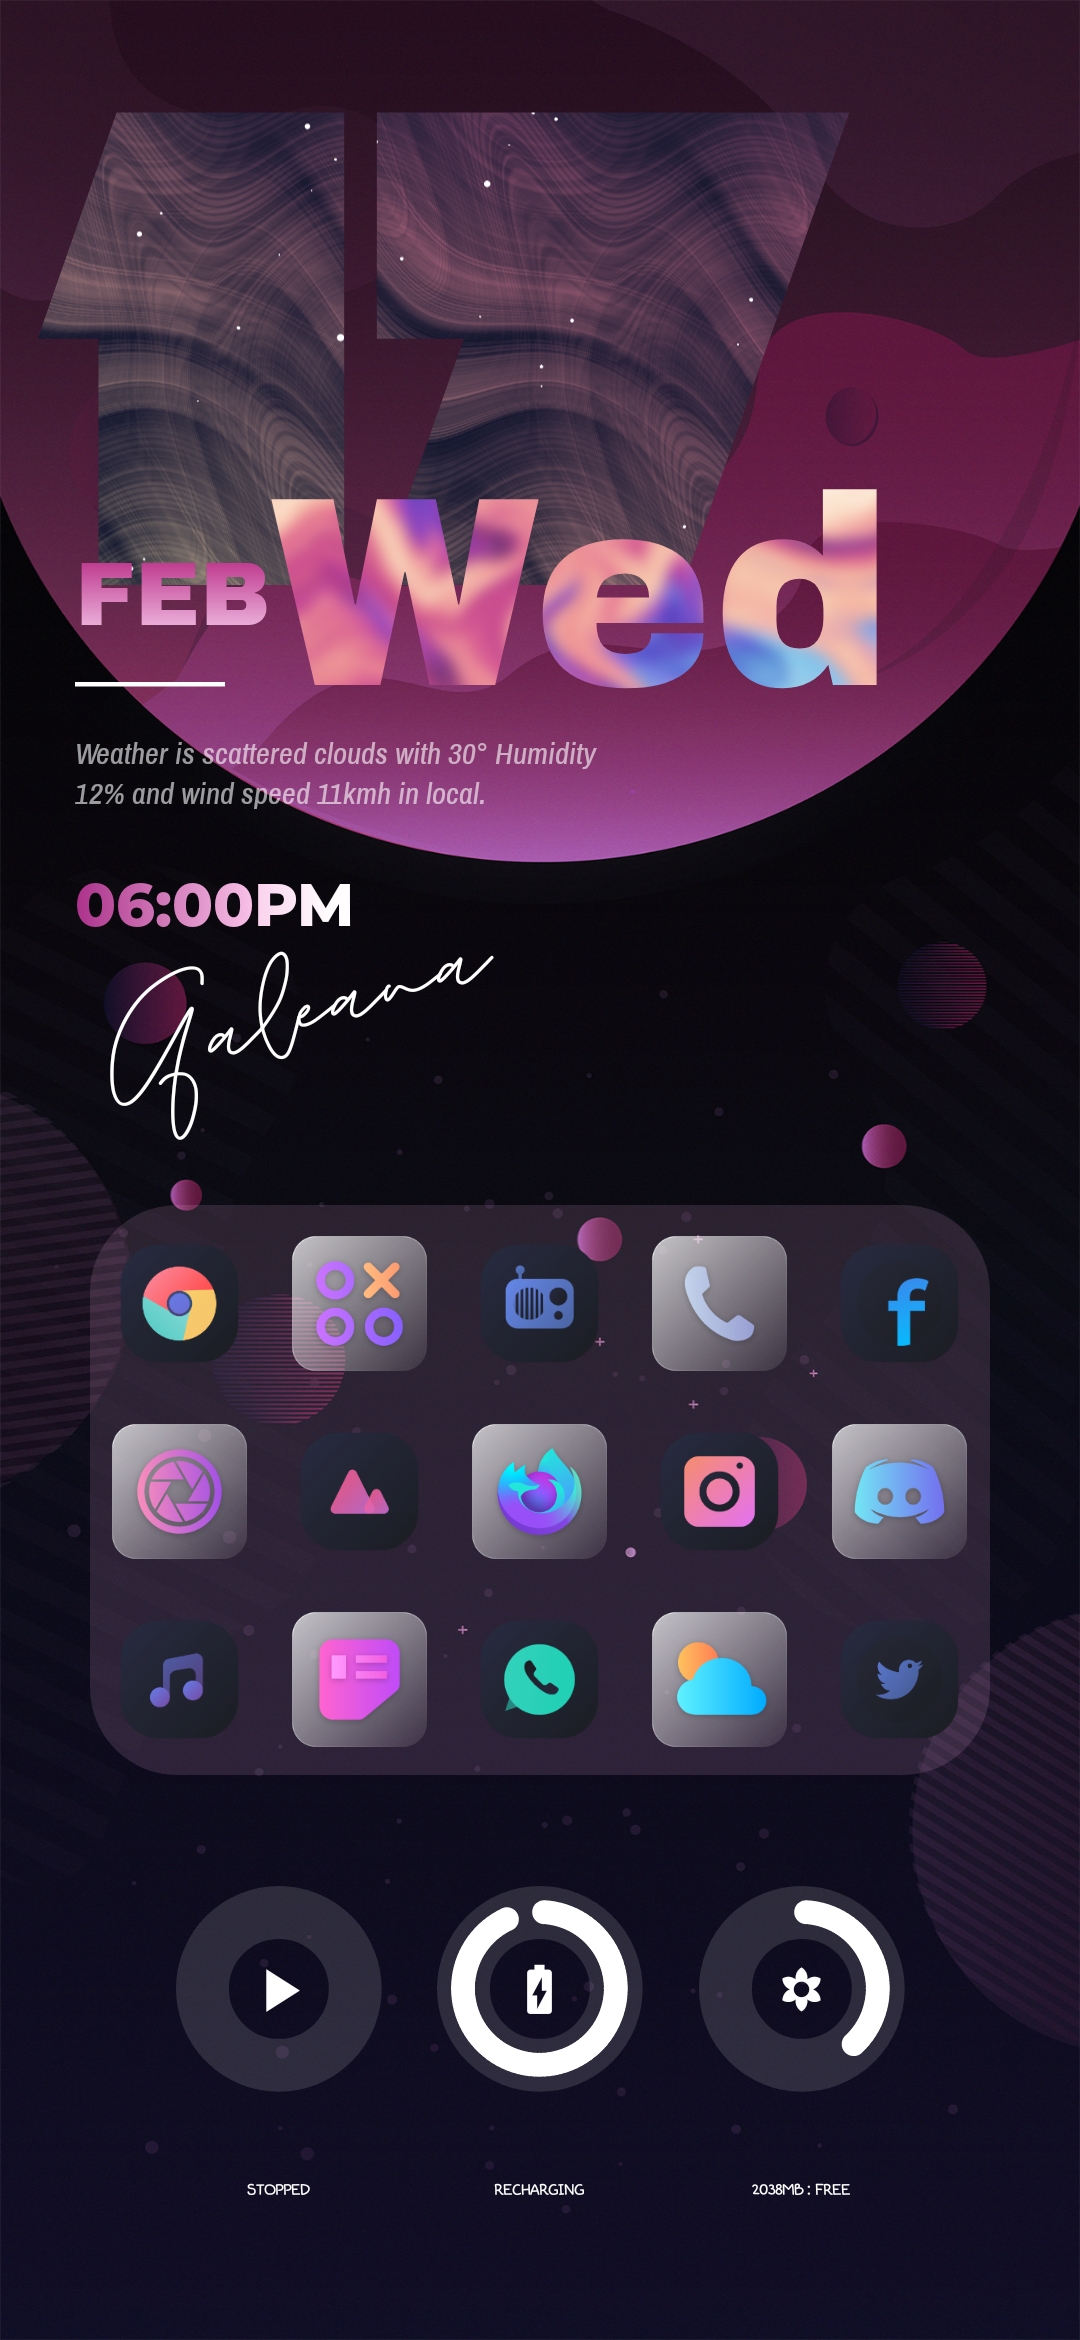 17
FEB Wed
Weather is scattered clouds with 30° Humidity
12% and wind speed 11kmh in local.
06:00PM
Galeana
STOPPED
RECHARGING
2038MB : FREE